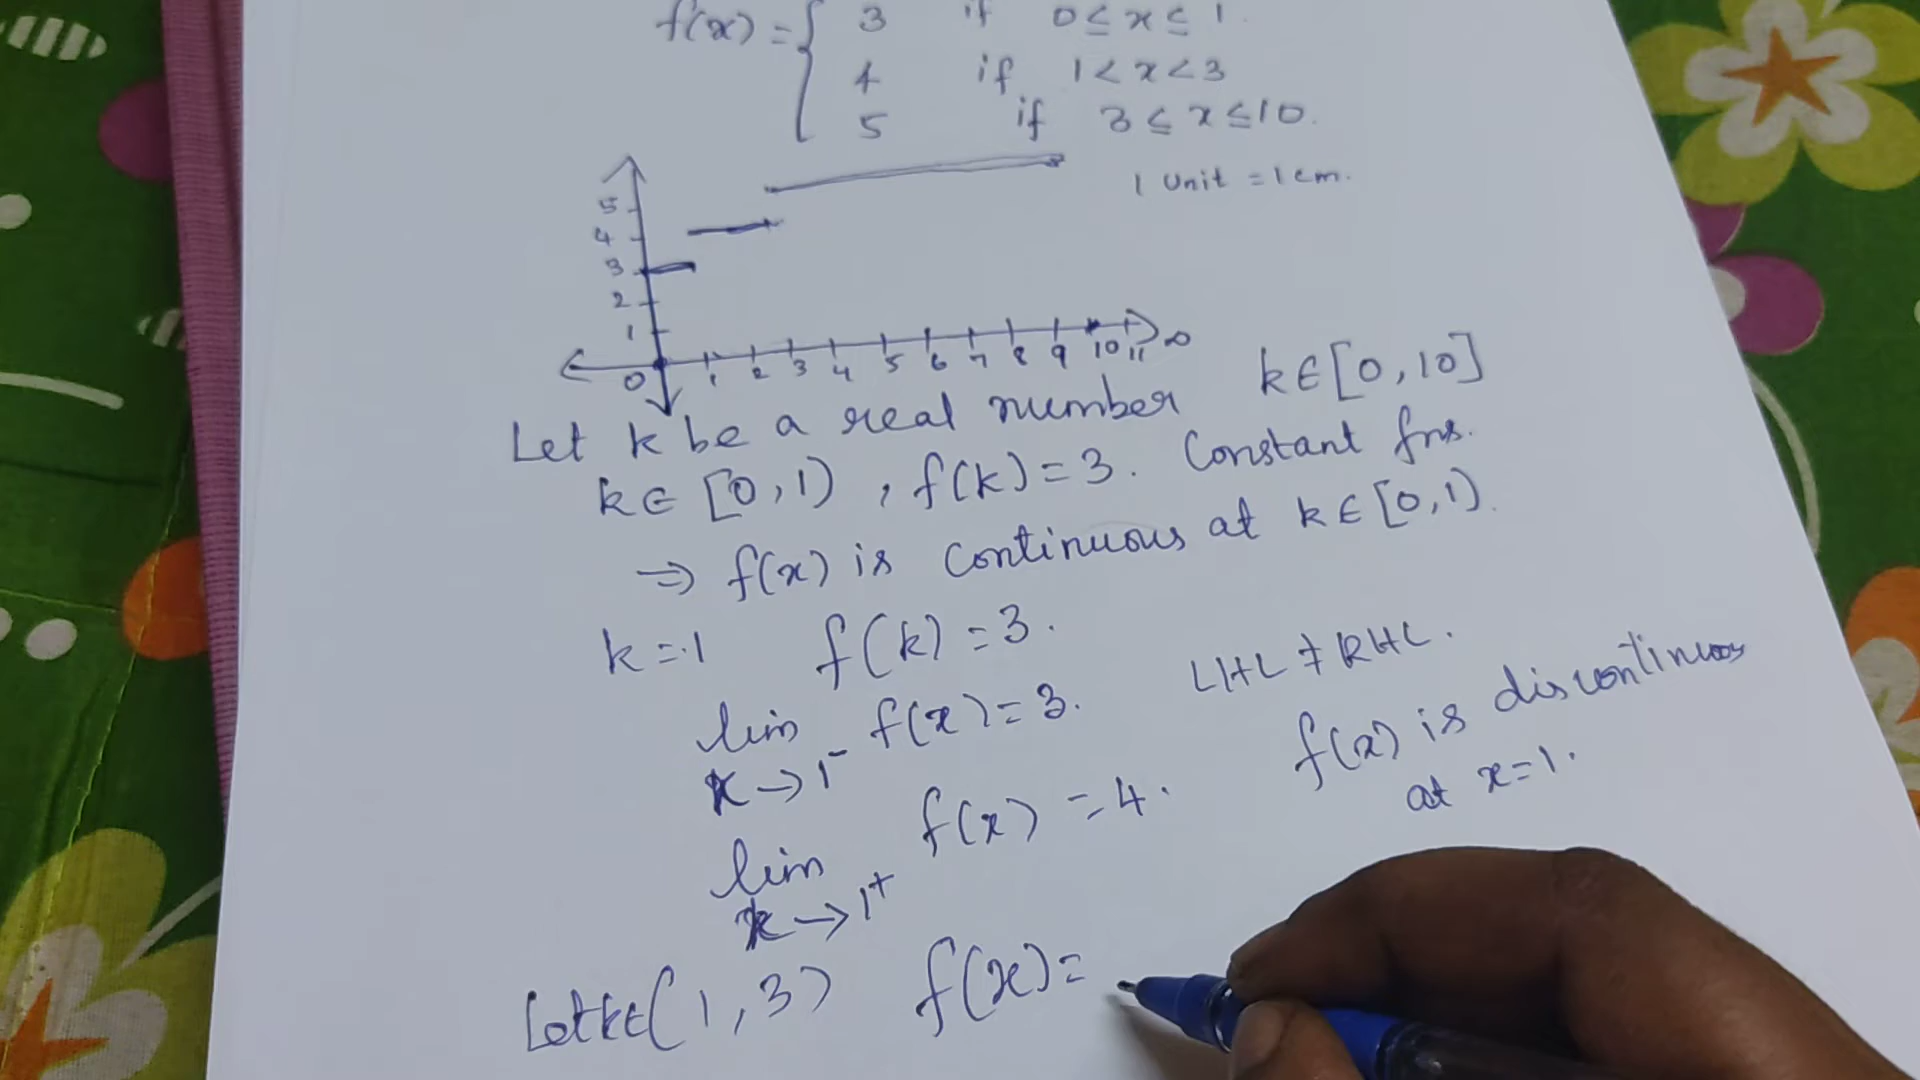 f(x) = { 3 if 0 ≤ x ≤ 1.
4 if 1 < x < 3
5 if 3 ≤ x ≤ 10.
1 Unit = 1 cm.
5
4
3
2
1
0 1 2 3 4 5 6 7 8 9 10 11 ∞
Let k be a real number k ∈ [0, 10]
k ∈ [0, 1) , f(k) = 3. Constant fns.
⇒ f(x) is continuous at k ∈ [0, 1).
k = 1 f(k) = 3.
lim x → 1⁻ f(x) = 3. LHL ≠ RHL.
lim x → 1⁺ f(x) = 4. f(x) is discontinuous
at x = 1.
Let k ∈ (1, 3) f(x) =